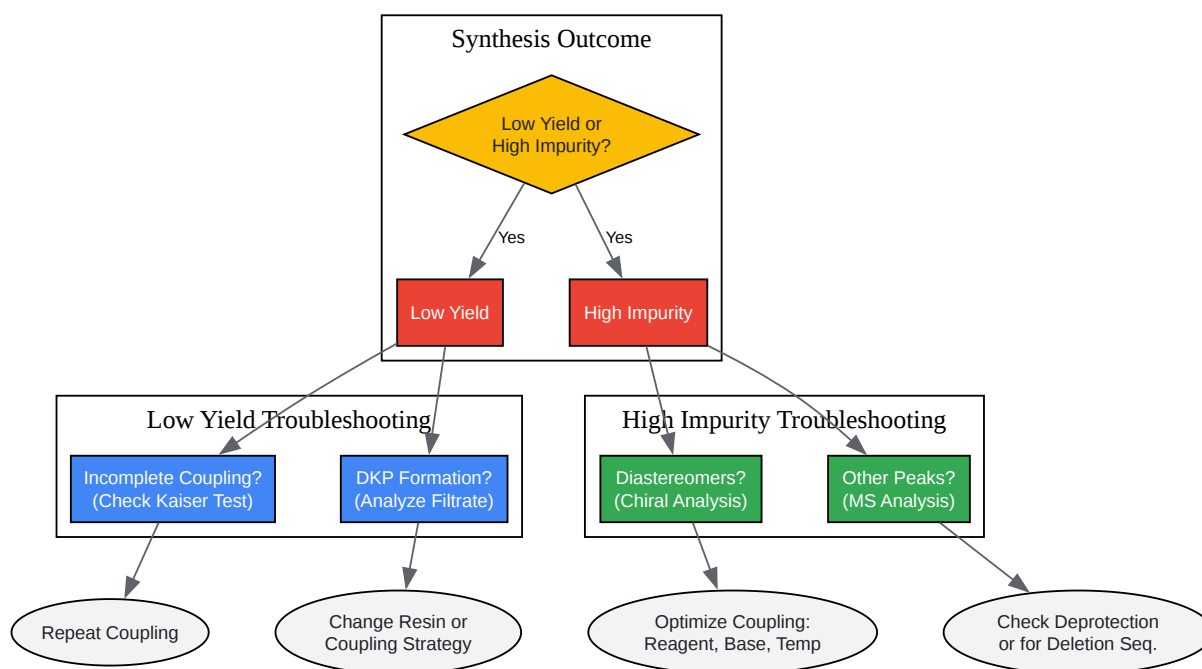 Synthesis Outcome
Low Yield or
High Impurity?
Yes
Yes
Low Yield
High Impurity
Low Yield Troubleshooting
High Impurity Troubleshooting
Incomplete Coupling?
(Check Kaiser Test)
DKP Formation?
(Analyze Filtrate)
Diastereomers?
(Chiral Analysis)
Other Peaks?
(MS Analysis)
Repeat Coupling
Change Resin or
Coupling Strategy
Optimize Coupling:
Reagent, Base, Temp
Check Deprotection
or for Deletion Seq.